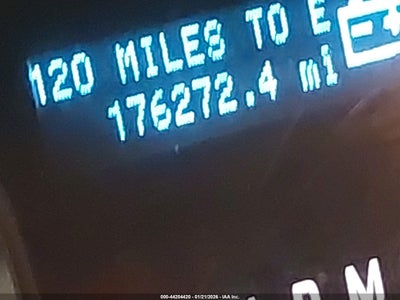 120 MILES TO E
176272.4 mi
000-44204420 - 01/21/2026 - IAA Inc.